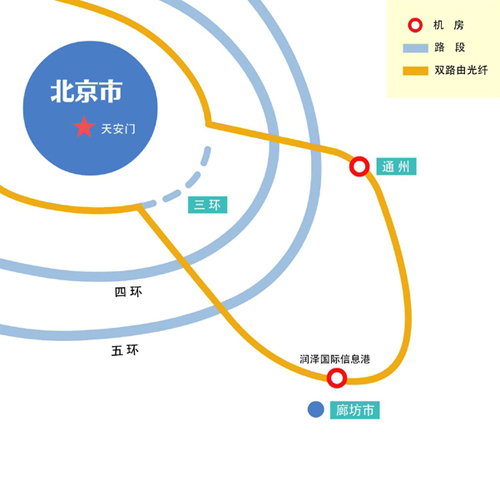 机 房
路 段
双路由光纤
北京市
天安门
通州
三环
四环
五环
润泽国际信息港
廊坊市